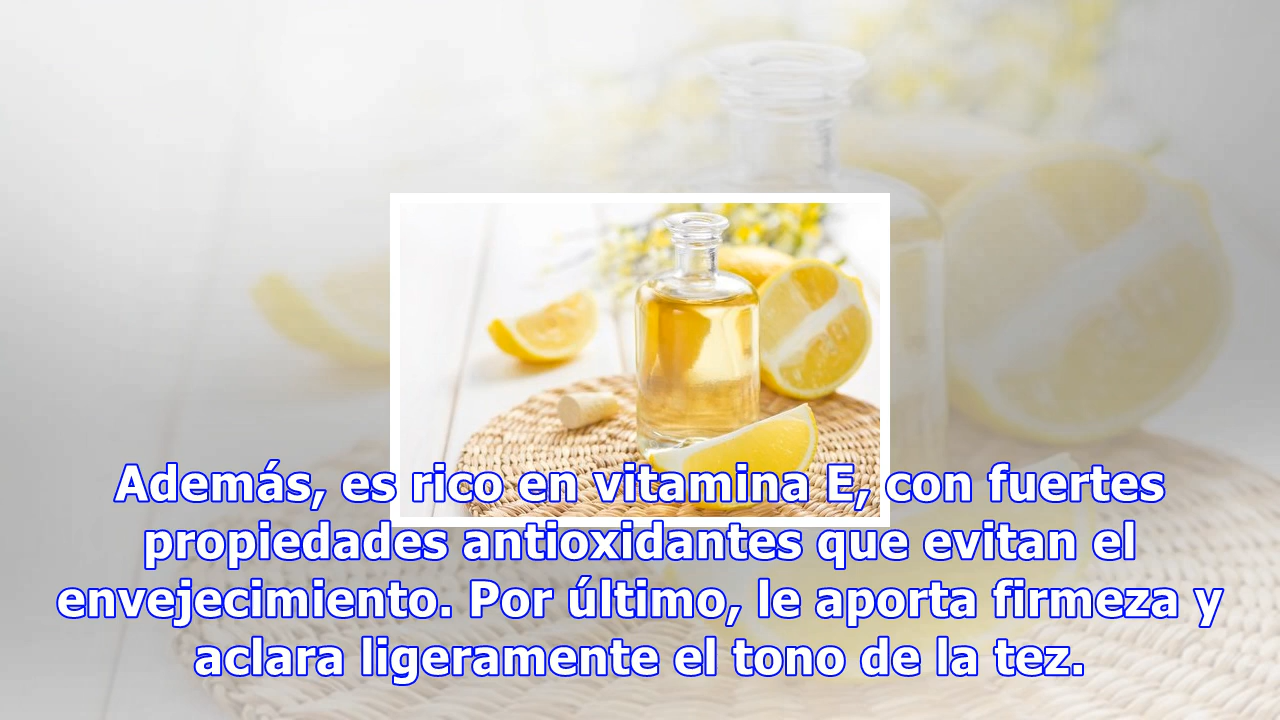 Además, es rico en vitamina E, con fuertes
propiedades antioxidantes que evitan el
envejecimiento. Por último, le aporta firmeza y
aclara ligeramente el tono de la tez.